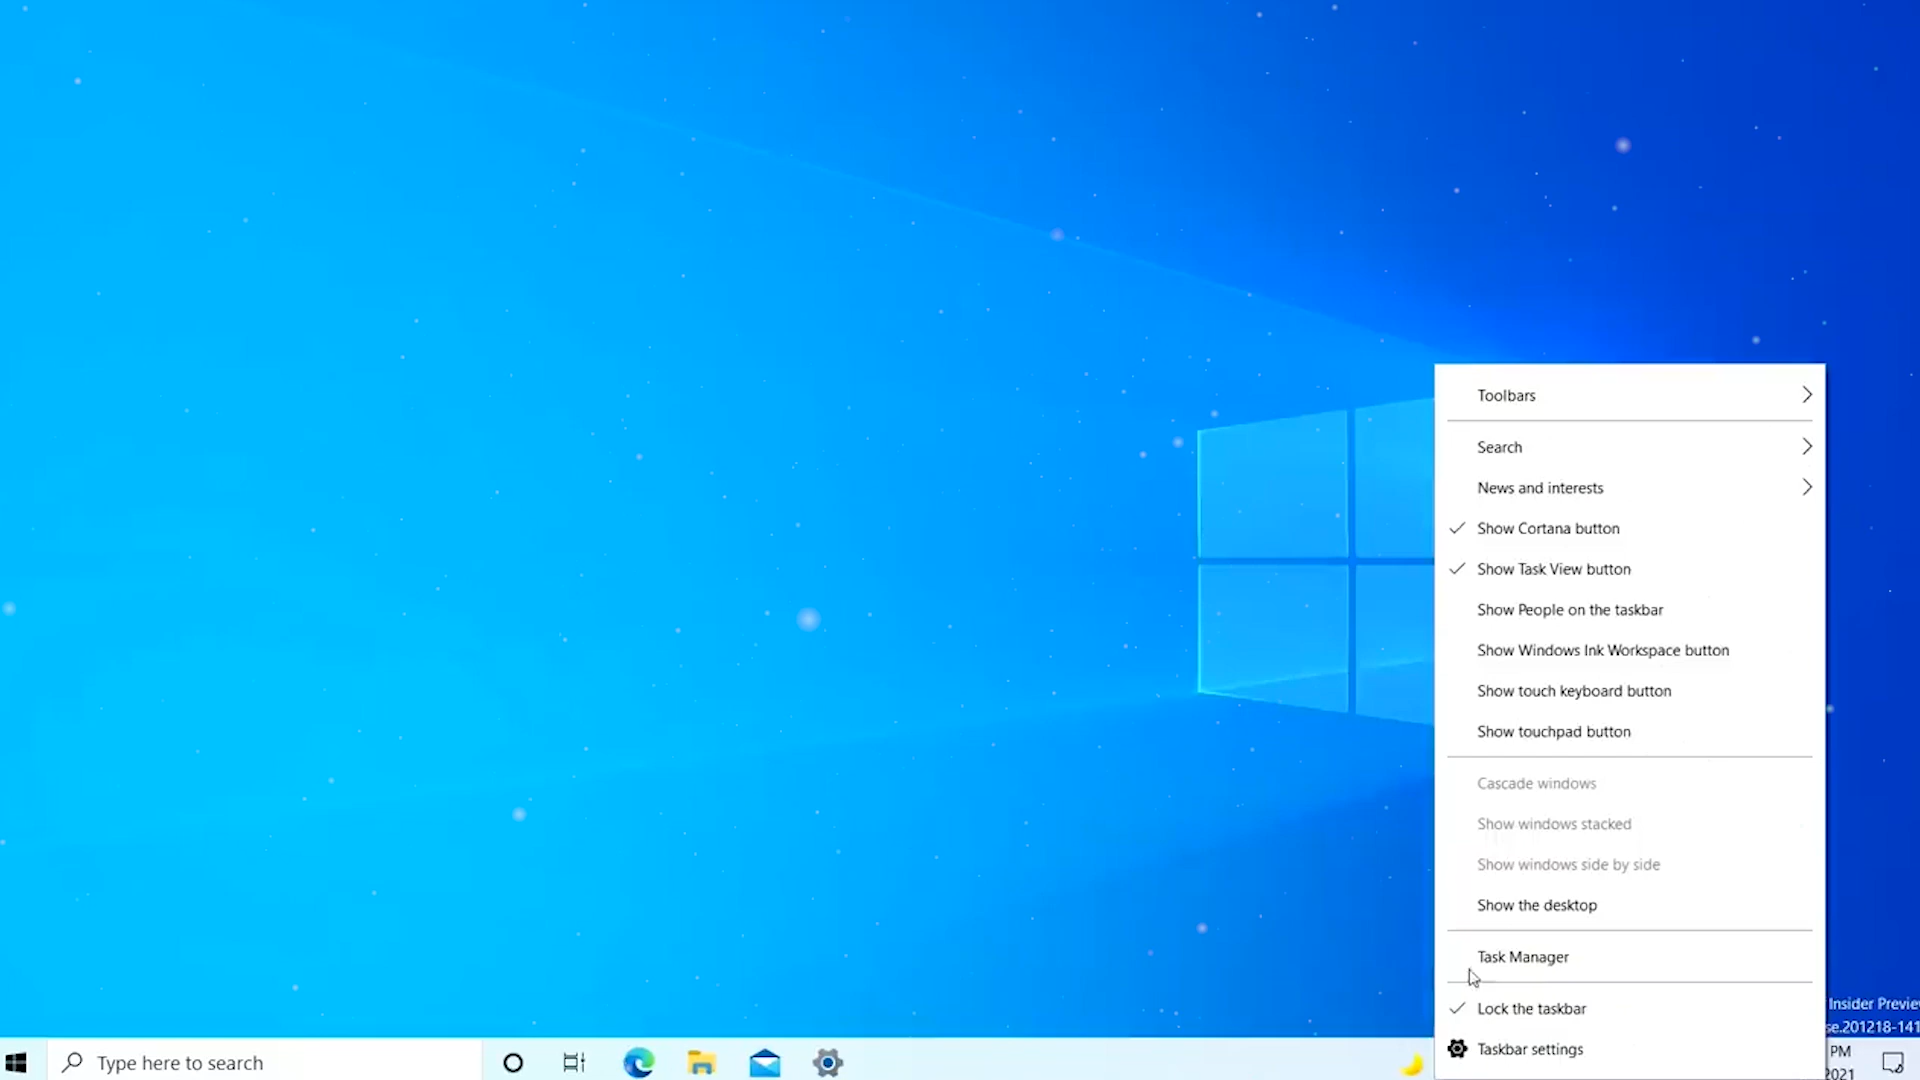 Toolbars
Search
News and interests
Show Cortana button
Show Task View button
Show People on the taskbar
Show Windows Ink Workspace button
Show touch keyboard button
Show touchpad button
Cascade windows
Show windows stacked
Show windows side by side
Show the desktop
Task Manager
Lock the taskbar
Taskbar settings
Insider Previe
se.201218-141
PM
2021
Type here to search